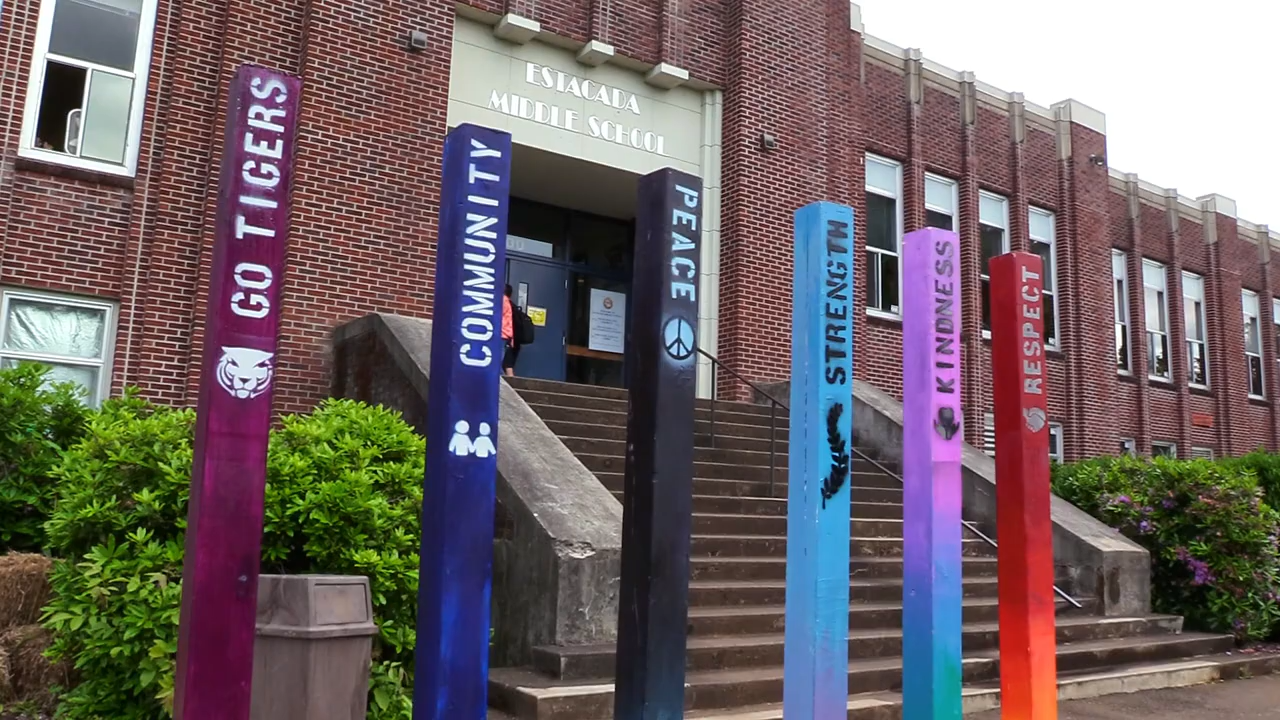 ESTACADA
MIDDLE SCHOOL
GO TIGERS
COMMUNITY
PEACE
STRENGTH
KINDNESS
RESPECT